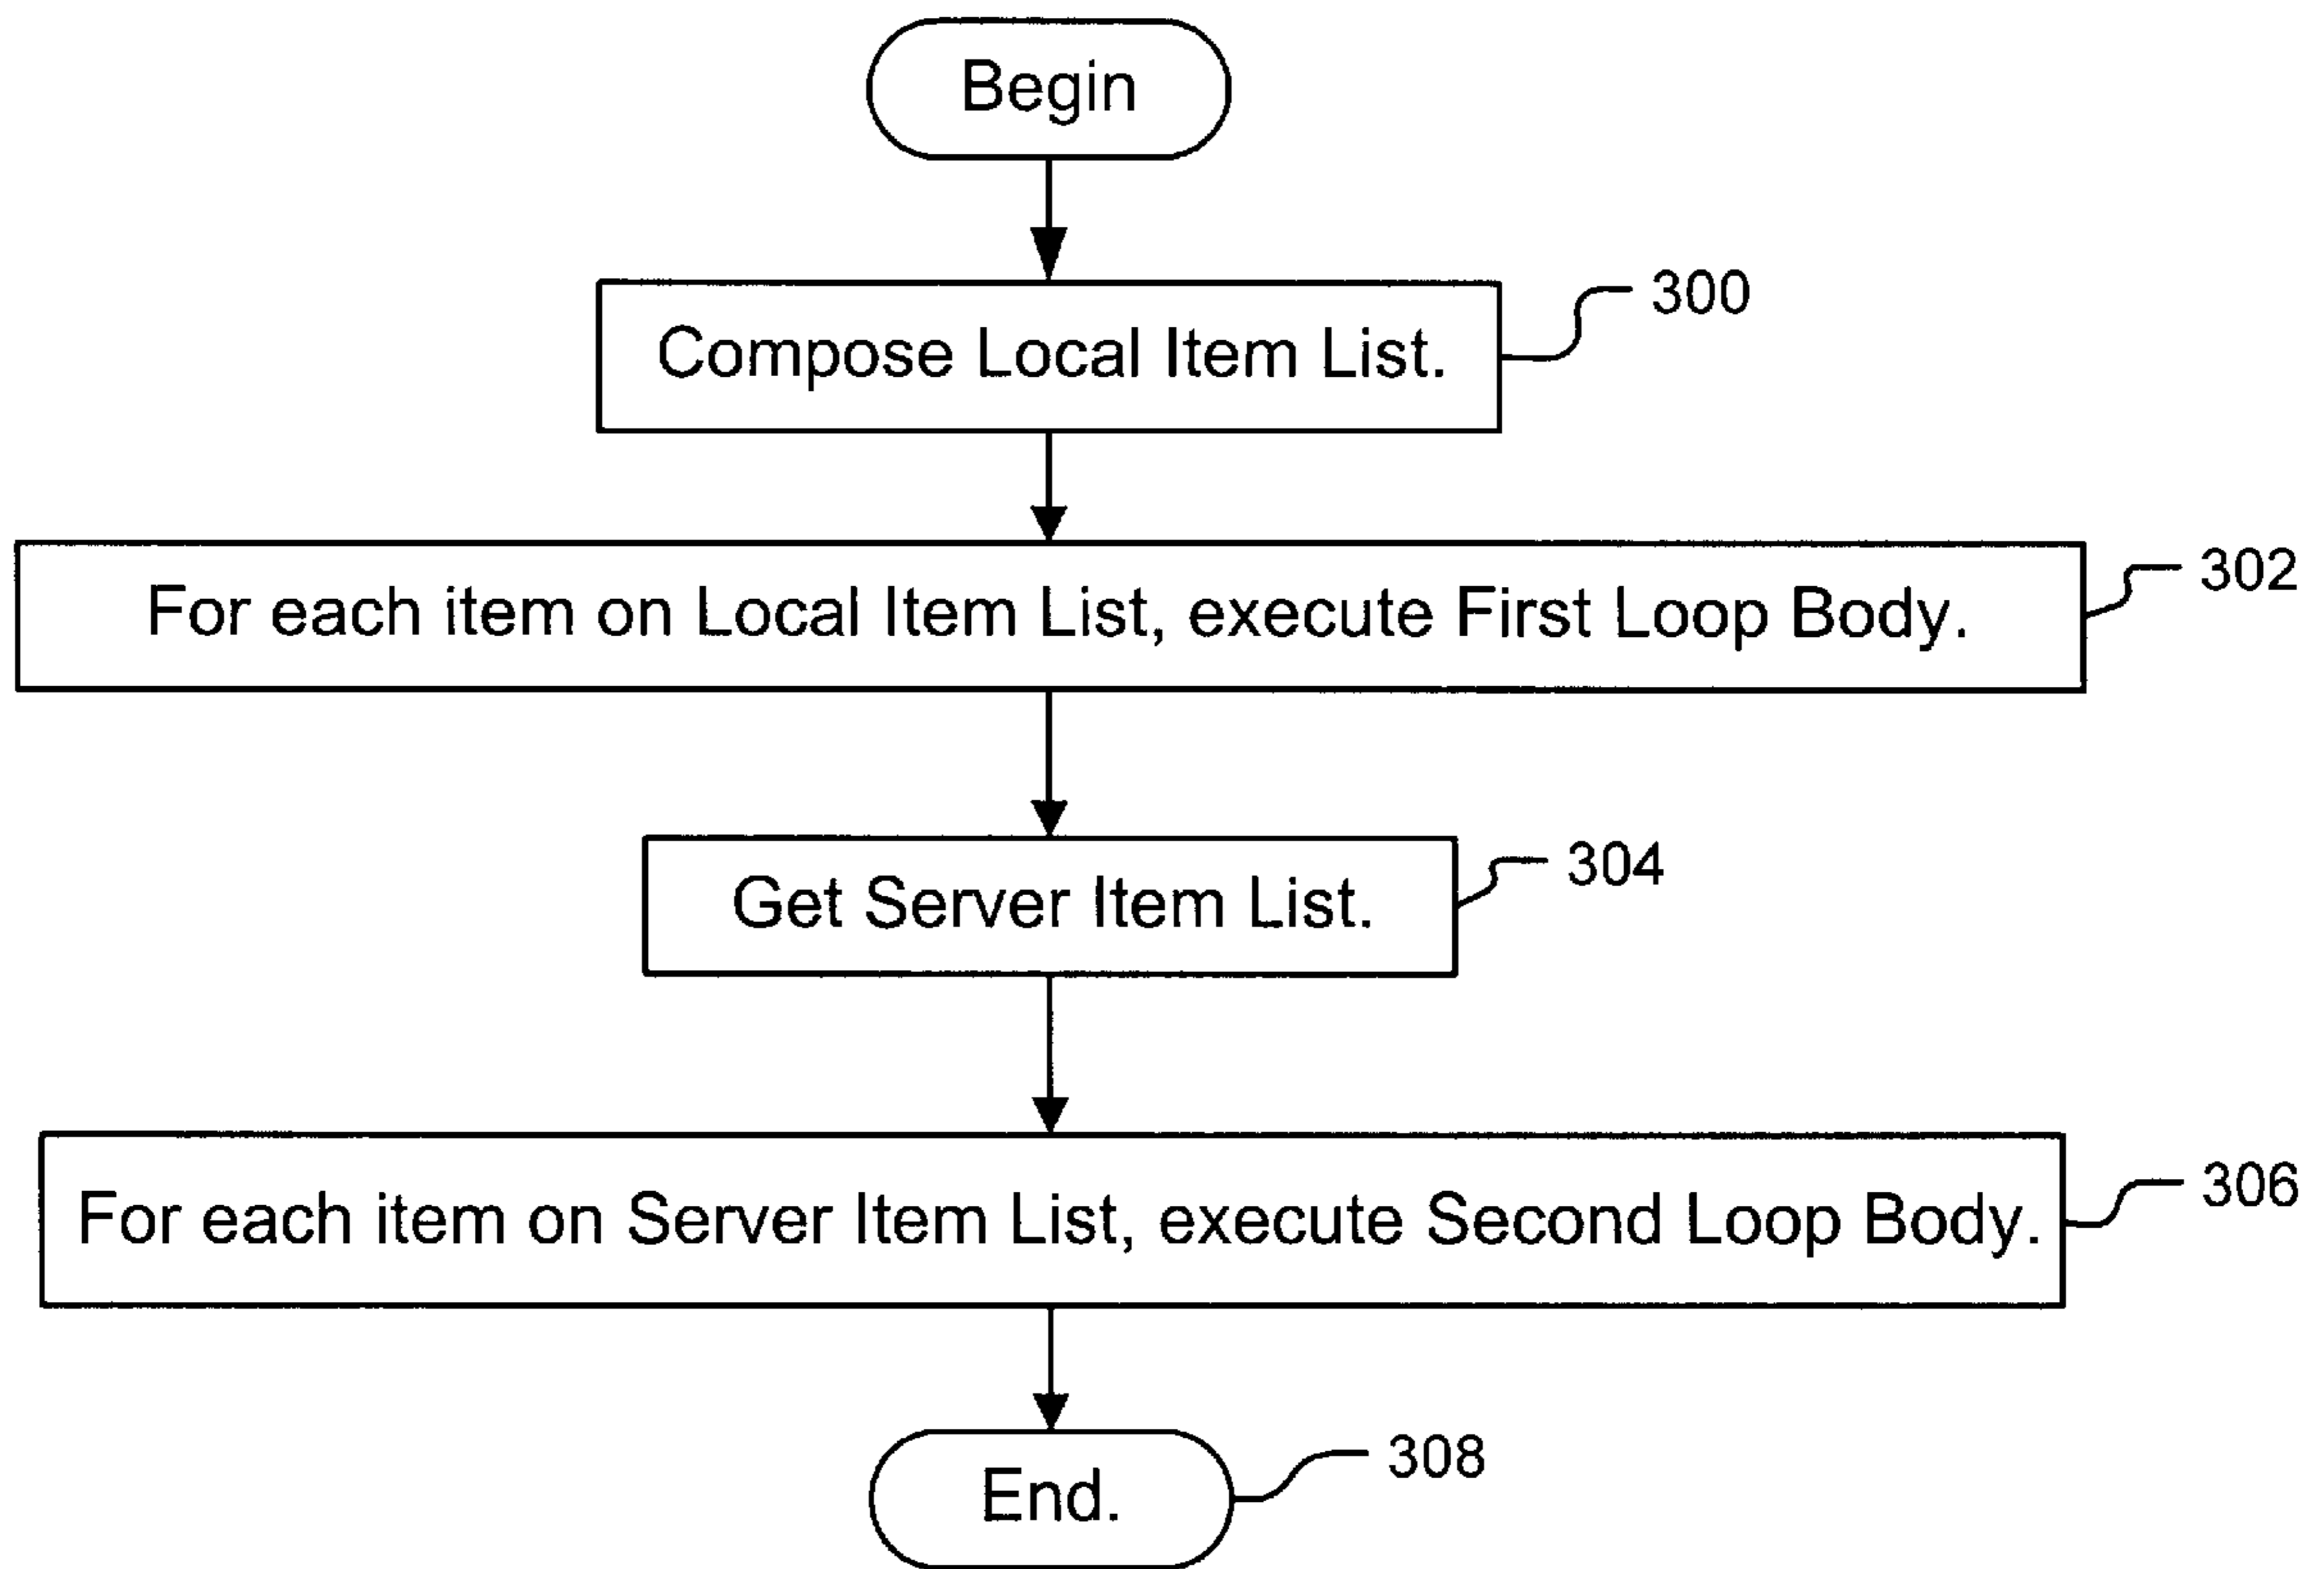 Begin
Compose Local Item List.
300
For each item on Local Item List, execute First Loop Body.
302
Get Server Item List.
304
For each item on Server Item List, execute Second Loop Body.
306
End.
308